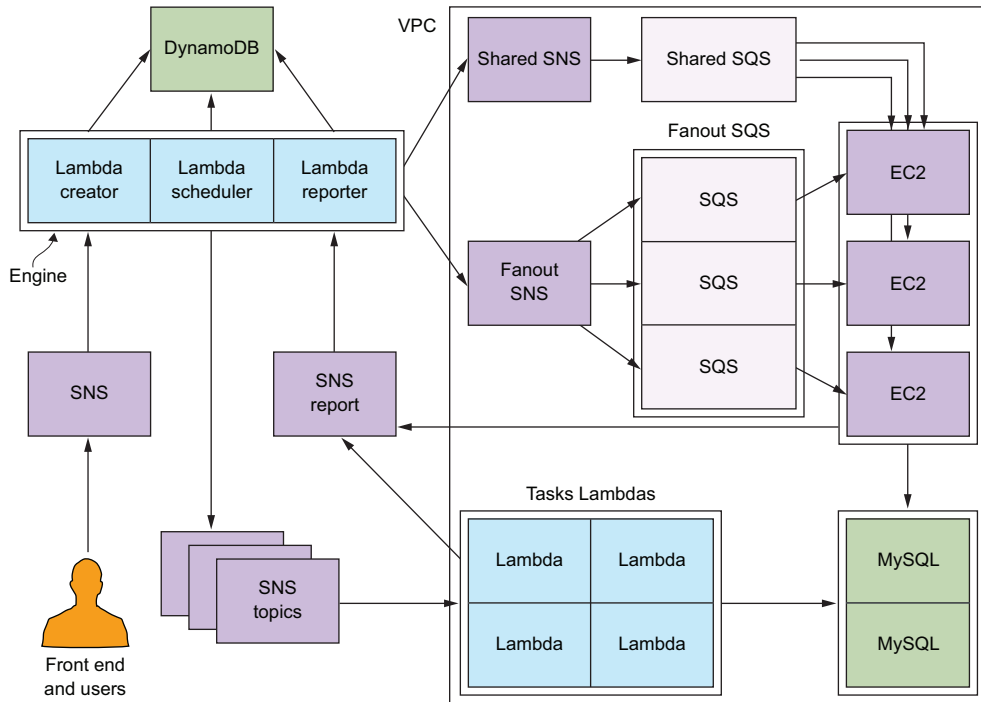 VPC
DynamoDB
Shared SNS
Shared SQS
Fanout SQS
Lambda
creator
Lambda
scheduler
Lambda
reporter
Engine
EC2
SQS
Fanout
SNS
SQS
EC2
SQS
EC2
SNS
SNS
report
Tasks Lambdas
Lambda
Lambda
MySQL
Lambda
Lambda
MySQL
SNS
topics
Front end
and users